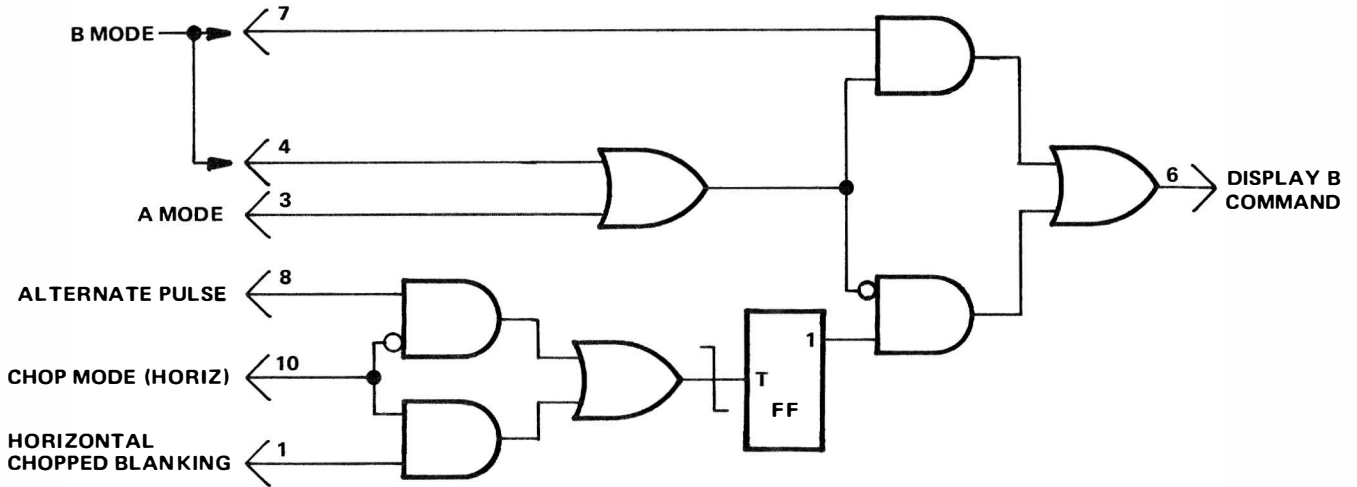 7
B MODE
4
3
A MODE
6
DISPLAY B
COMMAND
8
ALTERNATE PULSE
1
10
CHOP MODE (HORIZ)
T
FF
HORIZONTAL
CHOPPED BLANKING
1